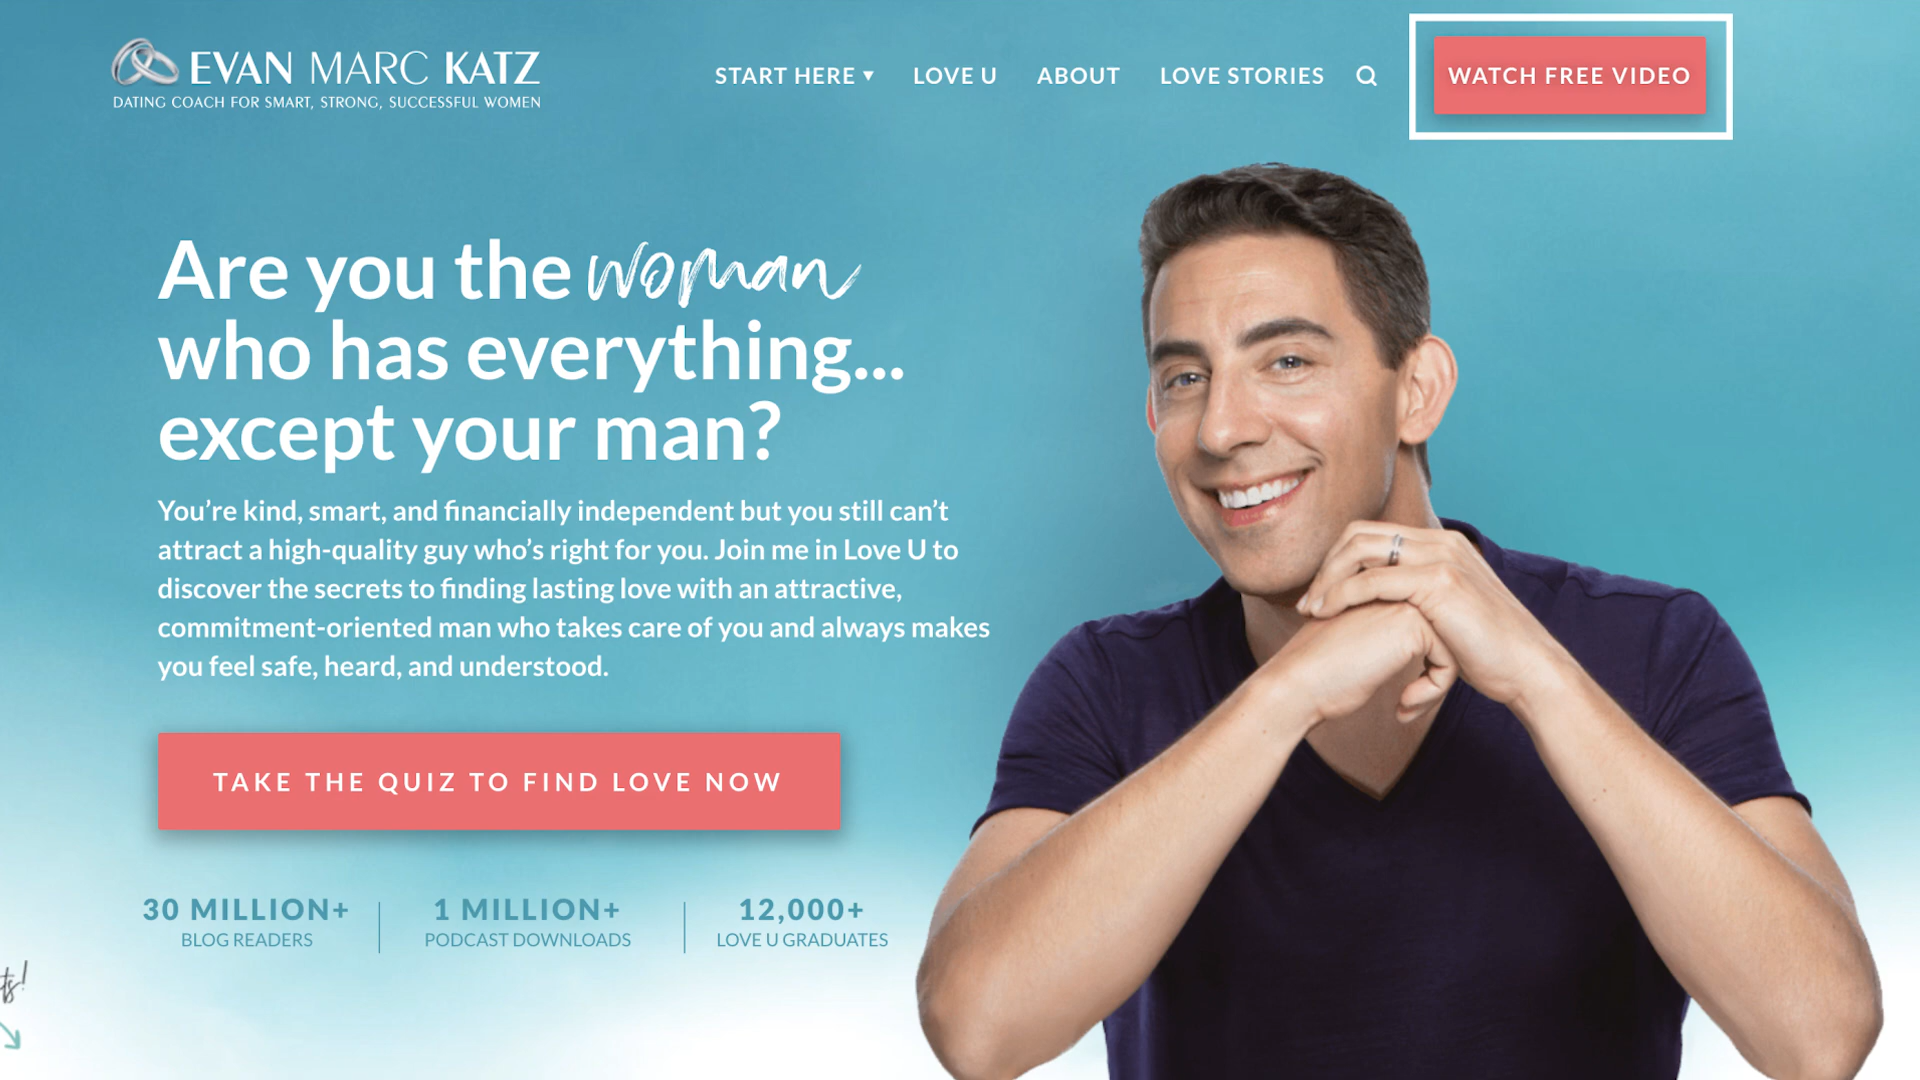 EVAN MARC KATZ
DATING COACH FOR SMART, STRONG, SUCCESSFUL WOMEN
START HERE ▾ LOVE U ABOUT LOVE STORIES WATCH FREE VIDEO
Are you the woman
who has everything...
except your man?
You’re kind, smart, and financially independent but you still can’t
attract a high-quality guy who’s right for you. Join me in Love U to
discover the secrets to finding lasting love with an attractive,
commitment-oriented man who takes care of you and always makes
you feel safe, heard, and understood.
TAKE THE QUIZ TO FIND LOVE NOW
30 MILLION+ 1 MILLION+ 12,000+
BLOG READERS PODCAST DOWNLOADS LOVE U GRADUATES